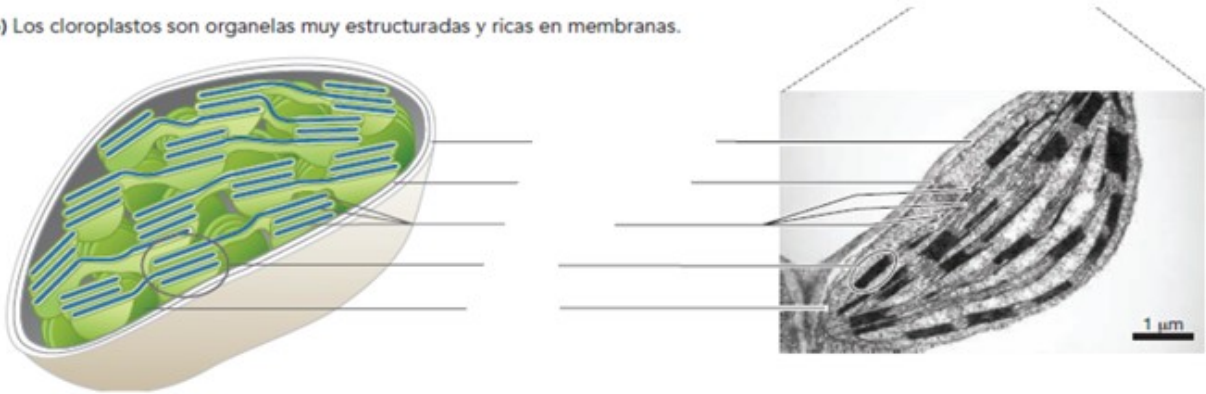 ) Los cloroplastos son organelas muy estructuradas y ricas en membranas.
1 µm